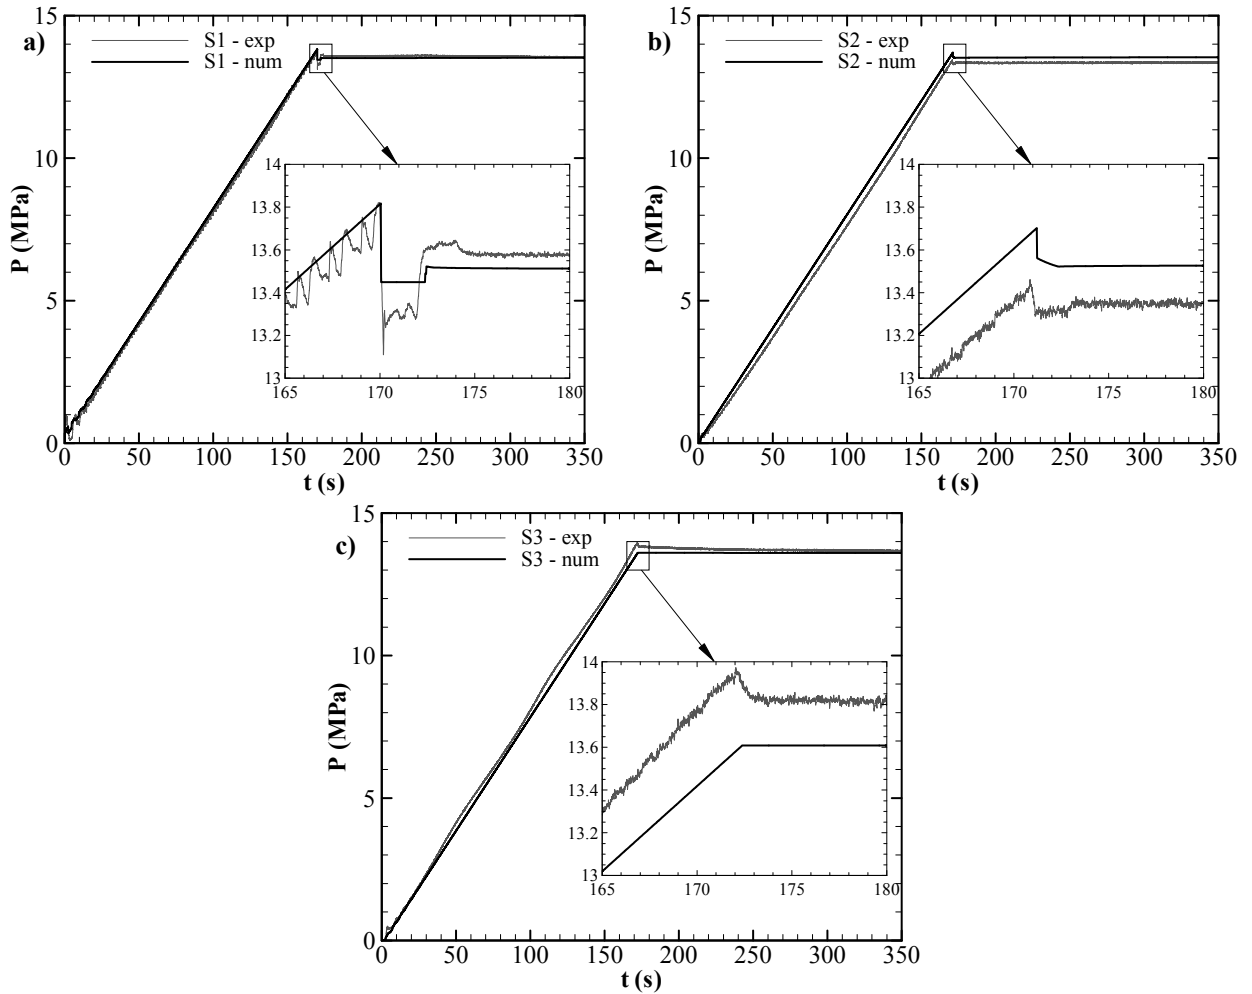 a)
S1 - exp
S1 - num
P (MPa)
15
10
5
0
14
13.8
13.6
13.4
13.2
13
165 170 175 180
0 50 100 150 200 250 300 350
t (s)
b)
S2 - exp
S2 - num
P (MPa)
15
10
5
0
14
13.8
13.6
13.4
13.2
13
165 170 175 180
0 50 100 150 200 250 300 350
t (s)
c)
S3 - exp
S3 - num
P (MPa)
15
10
5
0
14
13.8
13.6
13.4
13.2
13
165 170 175 180
0 50 100 150 200 250 300 350
t (s)